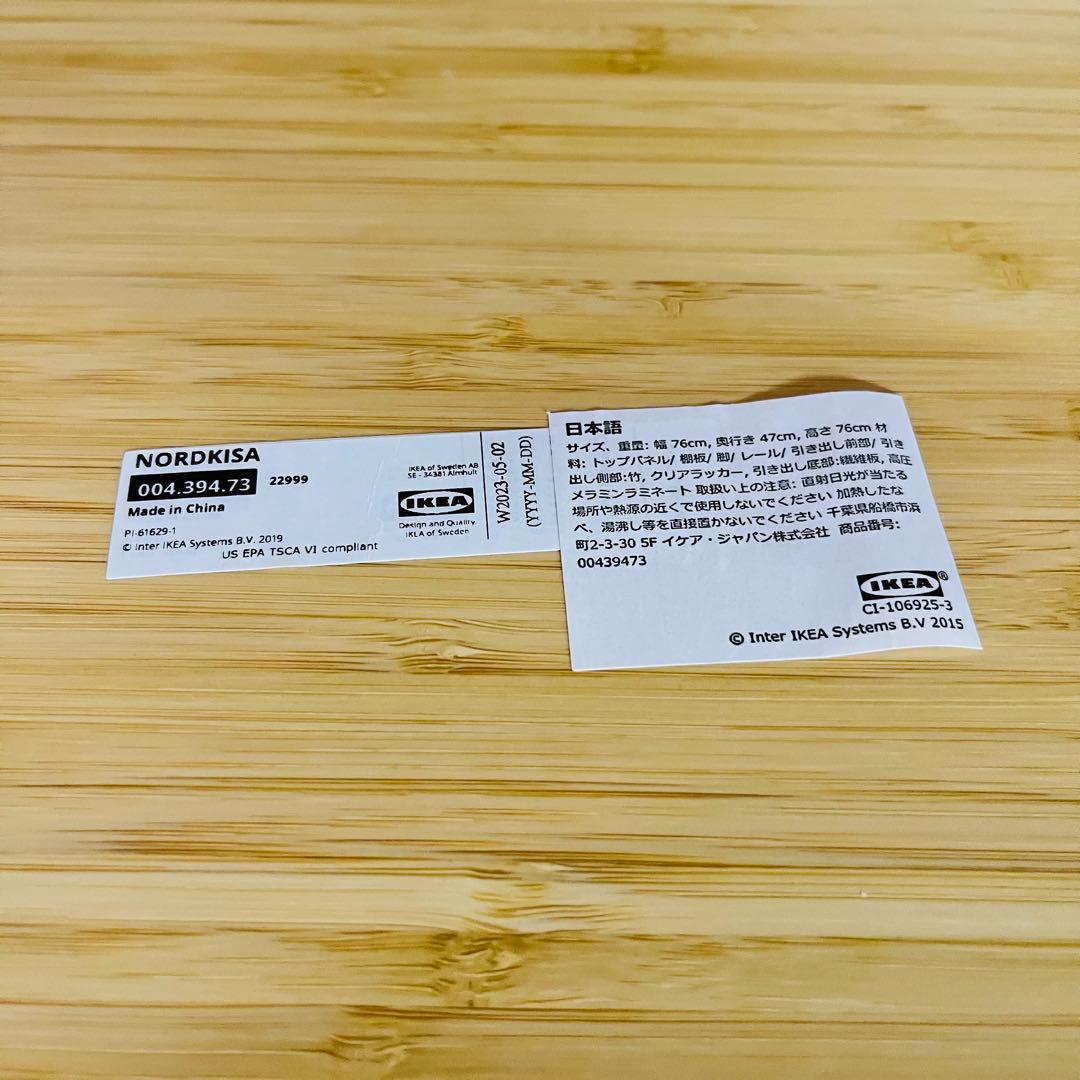 NORDKISA
004.394.73 22999
Made in China
PI-61629-1
© Inter IKEA Systems B.V. 2019
US EPA TSCA VI compliant
IKEA of Sweden AB
SE - 34381 Älmhult
IKEA
Design and Quality
IKEA of Sweden
W2023-05-02
(YYYY-MM-DD)
日本語
サイズ、重量: 幅 76cm, 奥行き 47cm, 高さ 76cm 材
料: トップパネル/ 棚板/ 脚/ レール/ 引き出し前部/ 引き
出し側部:竹, クリアラッカー, 引き出し底部:繊維板, 高圧
メラミンラミネート 取扱い上の注意: 直射日光が当たる
場所や熱源の近くで使用しないでください 加熱したな
べ、湯沸し等を直接置かないでください 千葉県船橋市浜
町2-3-30 5F イケア・ジャパン株式会社 商品番号:
00439473
IKEA®
CI-106925-3
© Inter IKEA Systems B.V 2015